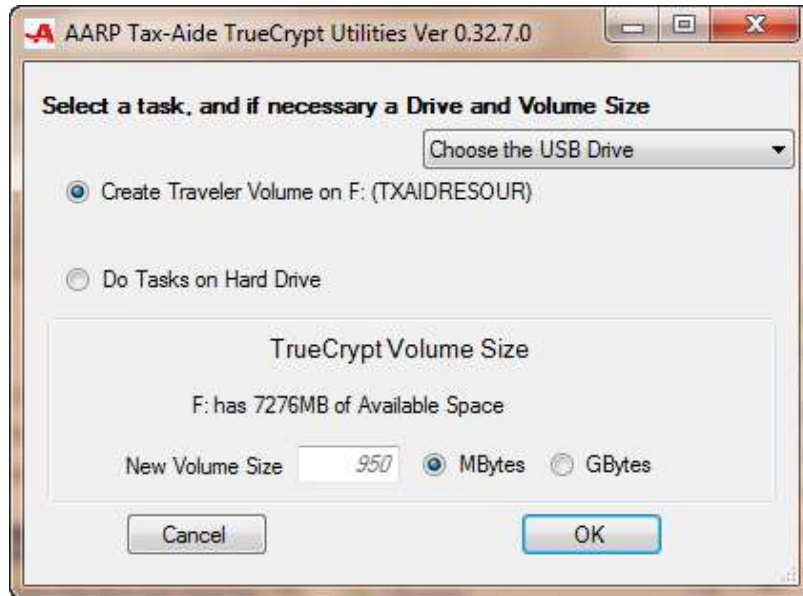 AARP Tax-Aide TrueCrypt Utilities Ver 0.32.7.0
Select a task, and if necessary a Drive and Volume Size
Choose the USB Drive
Create Traveler Volume on F: (TXAIDRESOUR)
Do Tasks on Hard Drive
TrueCrypt Volume Size
F: has 7276MB of Available Space
New Volume Size 950 MBytes GBytes
Cancel OK